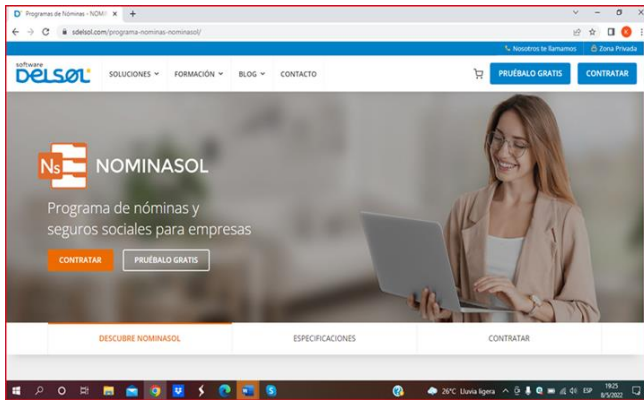 Programas de Nóminas - NOMI
sdelsol.com/programa-nominas-nominasol/
Nosotros te llamamos
Zona Privada
software
DELSOL
SOLUCIONES
FORMACIÓN
BLOG
CONTACTO
PRUÉBALO GRATIS
CONTRATAR
Ns NOMINASOL
Programa de nóminas y
seguros sociales para empresas
CONTRATAR
PRUÉBALO GRATIS
DESCUBRE NOMINASOL
ESPECIFICACIONES
CONTRATAR
26°C Lluvia ligera
ESP
19:25
8/5/2022